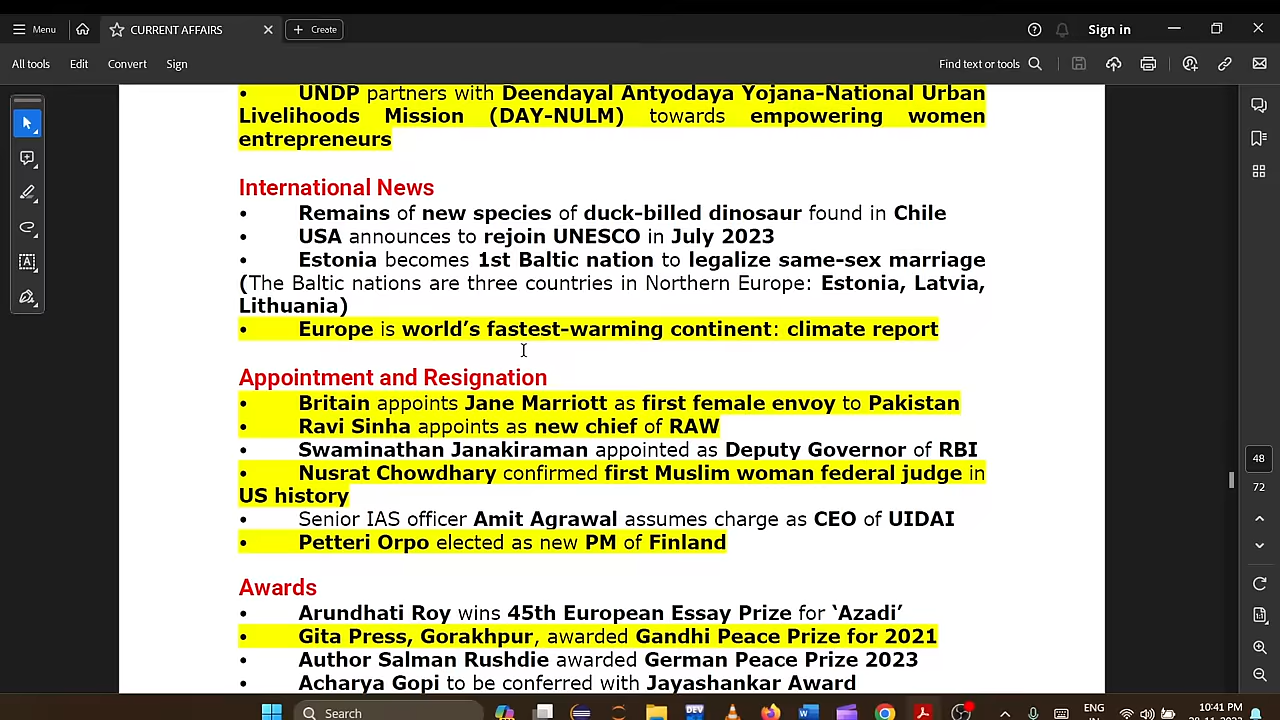 Menu
CURRENT AFFAIRS
Create
Sign in
All tools Edit Convert Sign
Find text or tools
• UNDP partners with Deendayal Antyodaya Yojana-National Urban
Livelihoods Mission (DAY-NULM) towards empowering women
entrepreneurs
International News
• Remains of new species of duck-billed dinosaur found in Chile
• USA announces to rejoin UNESCO in July 2023
• Estonia becomes 1st Baltic nation to legalize same-sex marriage
(The Baltic nations are three countries in Northern Europe: Estonia, Latvia,
Lithuania)
• Europe is world’s fastest-warming continent: climate report
Appointment and Resignation
• Britain appoints Jane Marriott as first female envoy to Pakistan
• Ravi Sinha appoints as new chief of RAW
• Swaminathan Janakiraman appointed as Deputy Governor of RBI
• Nusrat Chowdhary confirmed first Muslim woman federal judge in
US history
• Senior IAS officer Amit Agrawal assumes charge as CEO of UIDAI
• Petteri Orpo elected as new PM of Finland
Awards
• Arundhati Roy wins 45th European Essay Prize for ‘Azadi’
• Gita Press, Gorakhpur, awarded Gandhi Peace Prize for 2021
• Author Salman Rushdie awarded German Peace Prize 2023
• Acharya Gopi to be conferred with Jayashankar Award
48
72
Search
DEV
ENG
10:41 PM